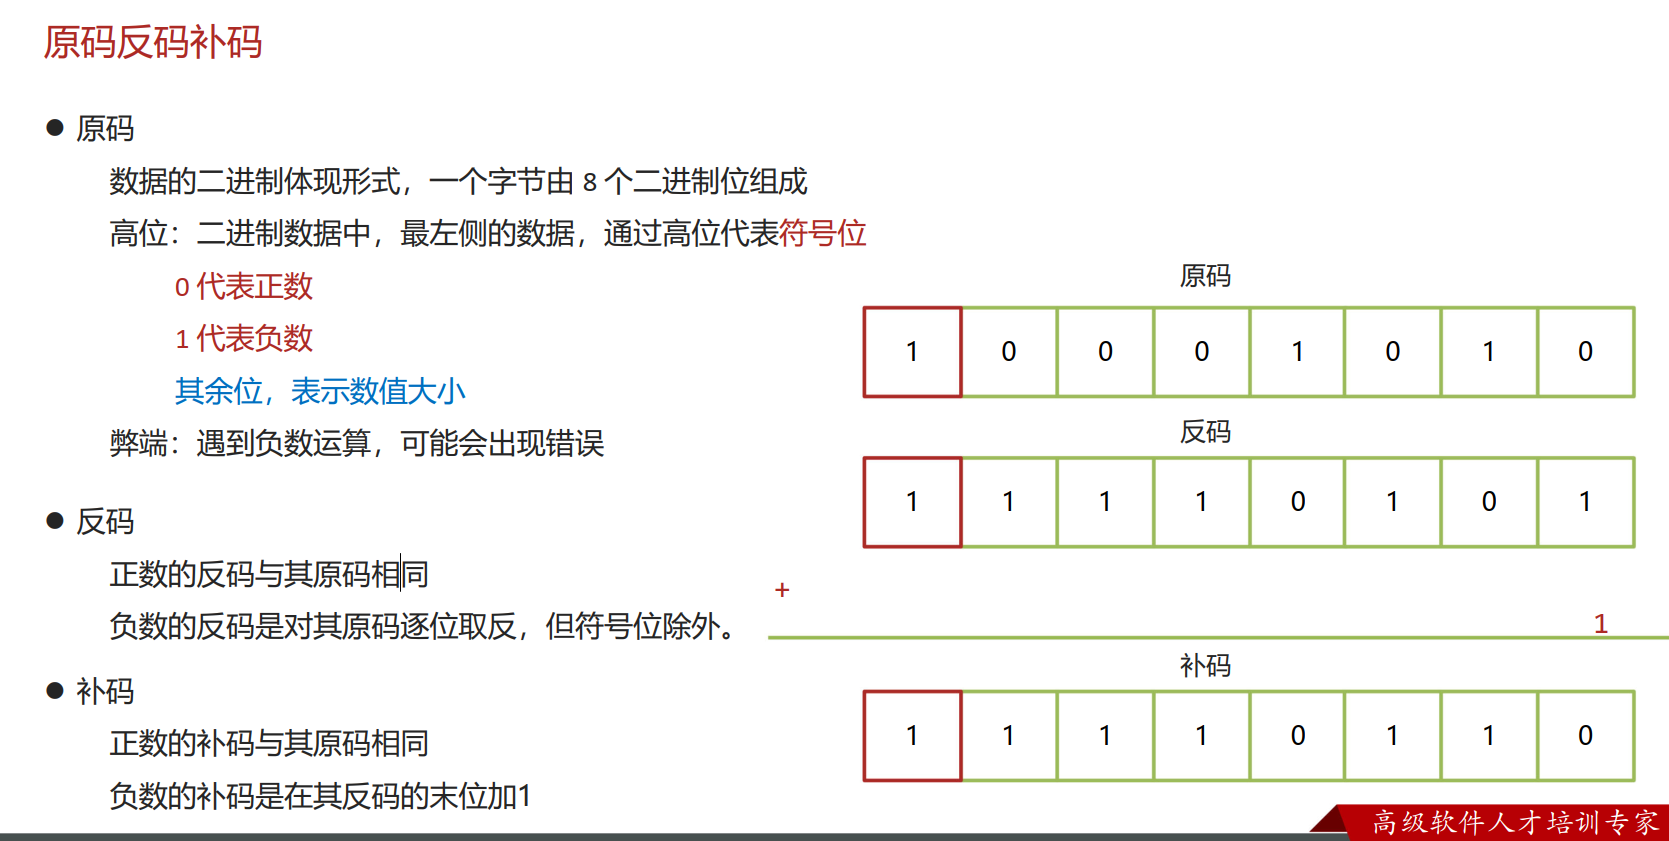 原码反码补码
● 原码
数据的二进制体现形式，一个字节由 8 个二进制位组成
高位：二进制数据中，最左侧的数据，通过高位代表符号位
0 代表正数
1 代表负数
其余位，表示数值大小
弊端：遇到负数运算，可能会出现错误
● 反码
正数的反码与其原码相同
负数的反码是对其原码逐位取反，但符号位除外。
● 补码
正数的补码与其原码相同
负数的补码是在其反码的末位加1
原码
1 0 0 0 1 0 1 0
反码
1 1 1 1 0 1 0 1
+ 1
补码
1 1 1 1 0 1 1 0
高级软件人才培训专家